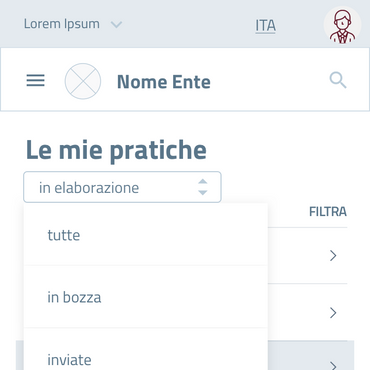 Lorem Ipsum
ITA
Nome Ente
Le mie pratiche
in elaborazione
FILTRA
tutte
in bozza
inviate